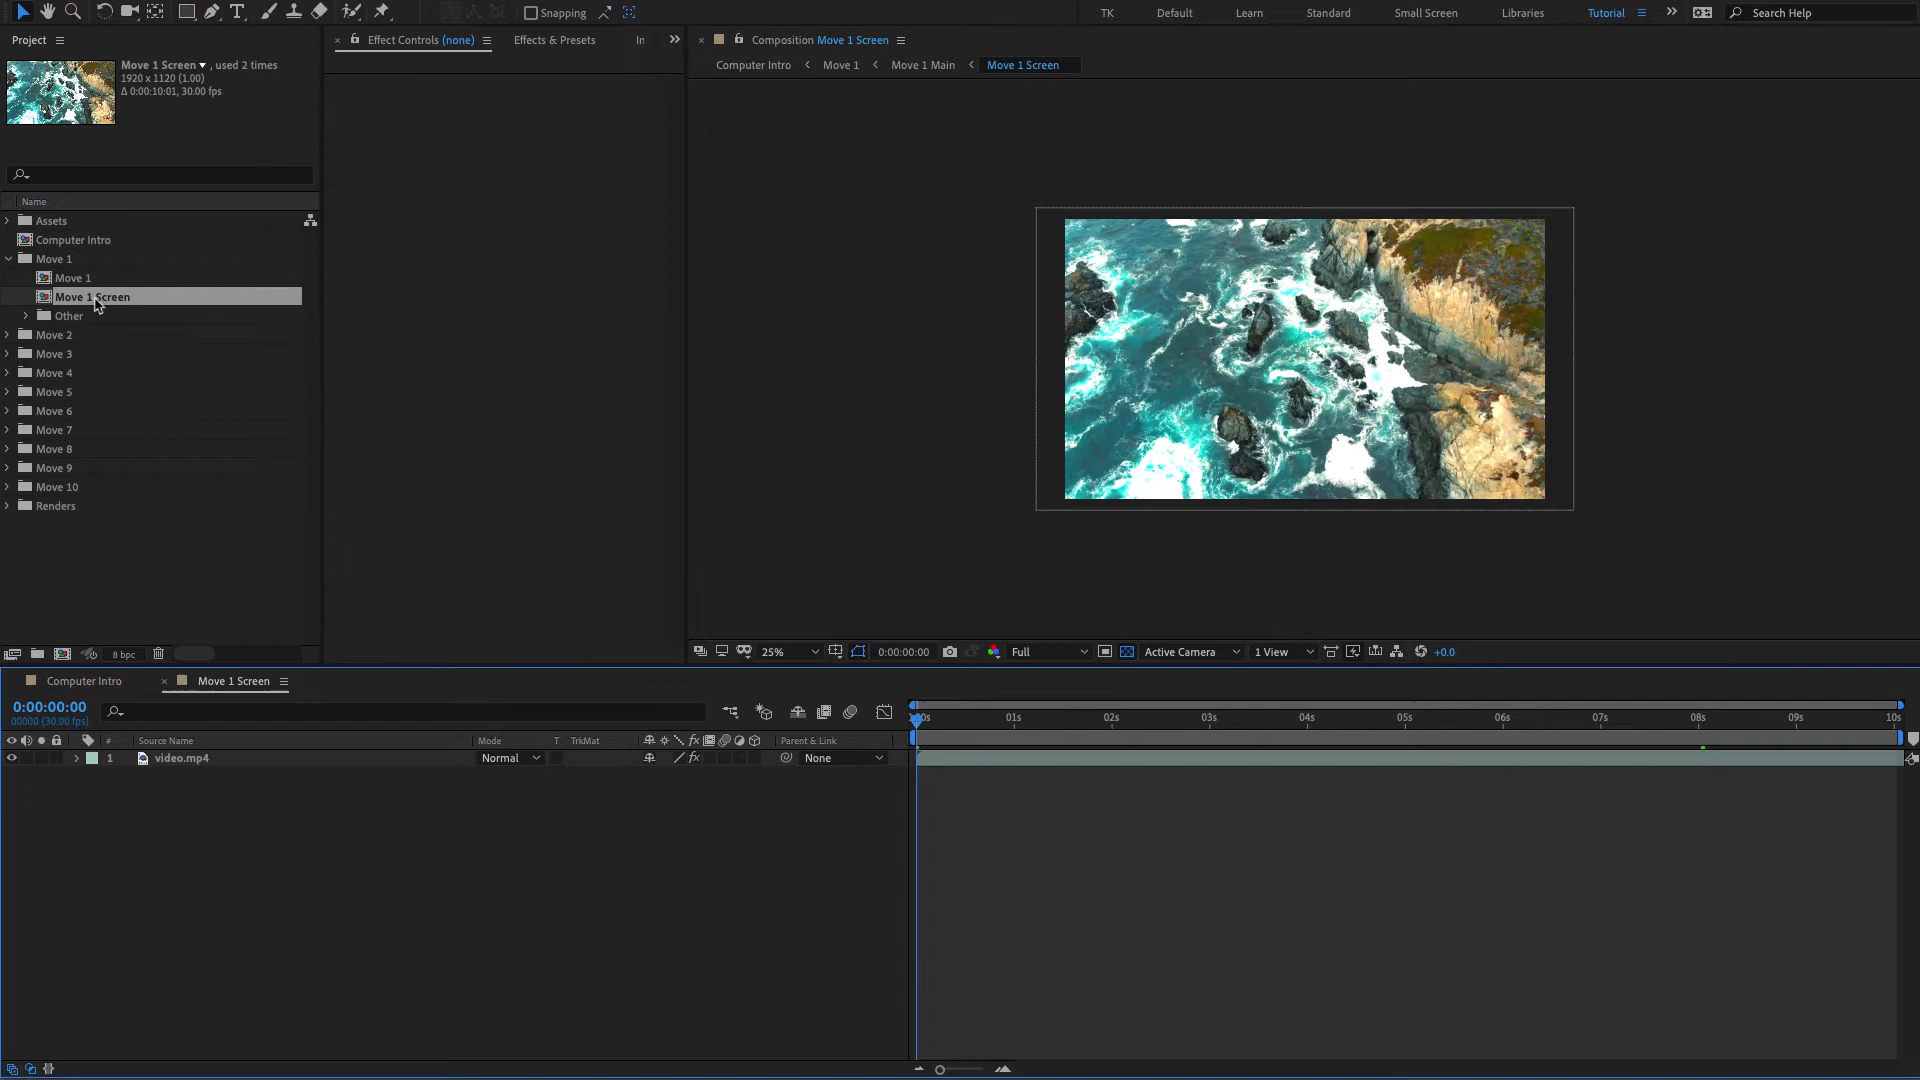 Snapping
TK
Default
Learn
Standard
Small Screen
Libraries
Tutorial
Search Help
Project
Effect Controls (none)
Effects & Presets
In
Composition Move 1 Screen
Move 1 Screen , used 2 times
1920 x 1120 (1.00)
Δ 0:00:10:01, 30.00 fps
Computer Intro
Move 1
Move 1 Main
Move 1 Screen
Name
Assets
Computer Intro
Move 1
Move 1
Move 1 Screen
Other
Move 2
Move 3
Move 4
Move 5
Move 6
Move 7
Move 8
Move 9
Move 10
Renders
8 bpc
25%
0:00:00:00
Full
Active Camera
1 View
+0.0
Computer Intro
Move 1 Screen
0:00:00:00
00000 (30.00 fps)
01s
02s
03s
04s
05s
06s
07s
08s
09s
10s
#
Source Name
Mode
T
TrkMat
fx
Parent & Link
1
video.mp4
Normal
fx
None